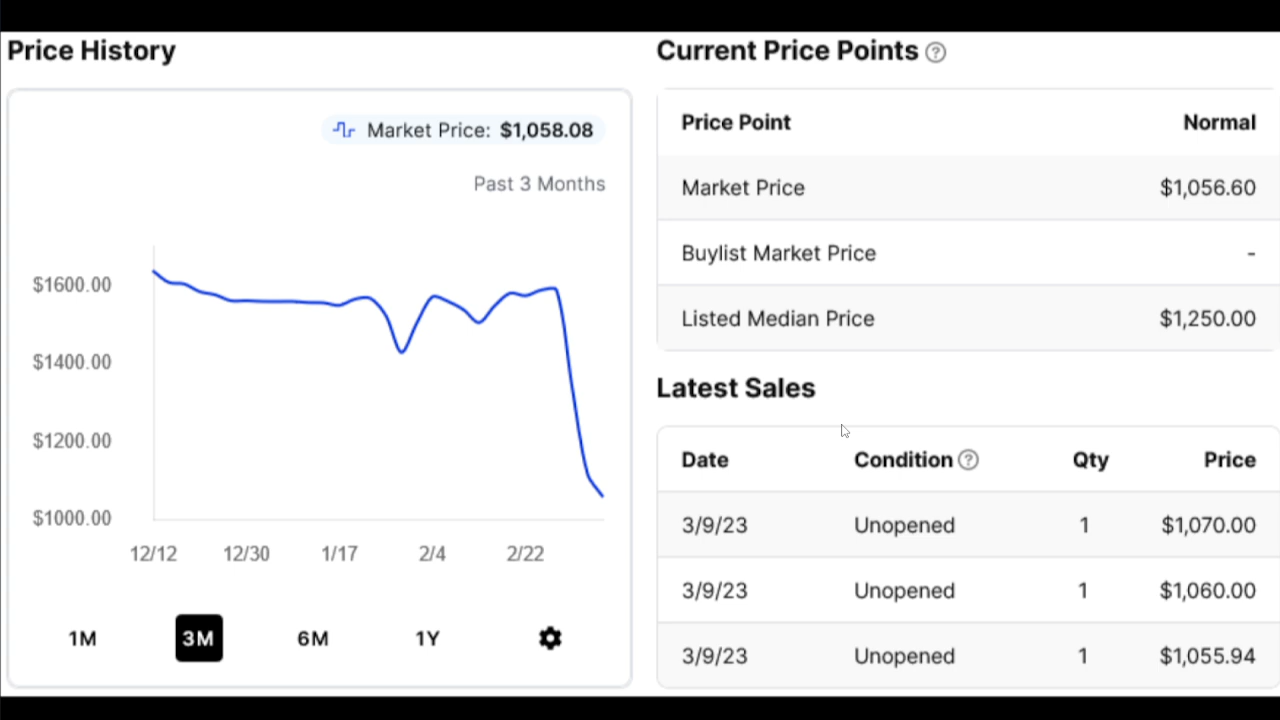 Price History
Market Price: $1,058.08
Past 3 Months
$1600.00
$1400.00
$1200.00
$1000.00
12/12 12/30 1/17 2/4 2/22
1M 3M 6M 1Y
Current Price Points ?
Price Point Normal
Market Price $1,056.60
Buylist Market Price -
Listed Median Price $1,250.00
Latest Sales
Date Condition ? Qty Price
3/9/23 Unopened 1 $1,070.00
3/9/23 Unopened 1 $1,060.00
3/9/23 Unopened 1 $1,055.94